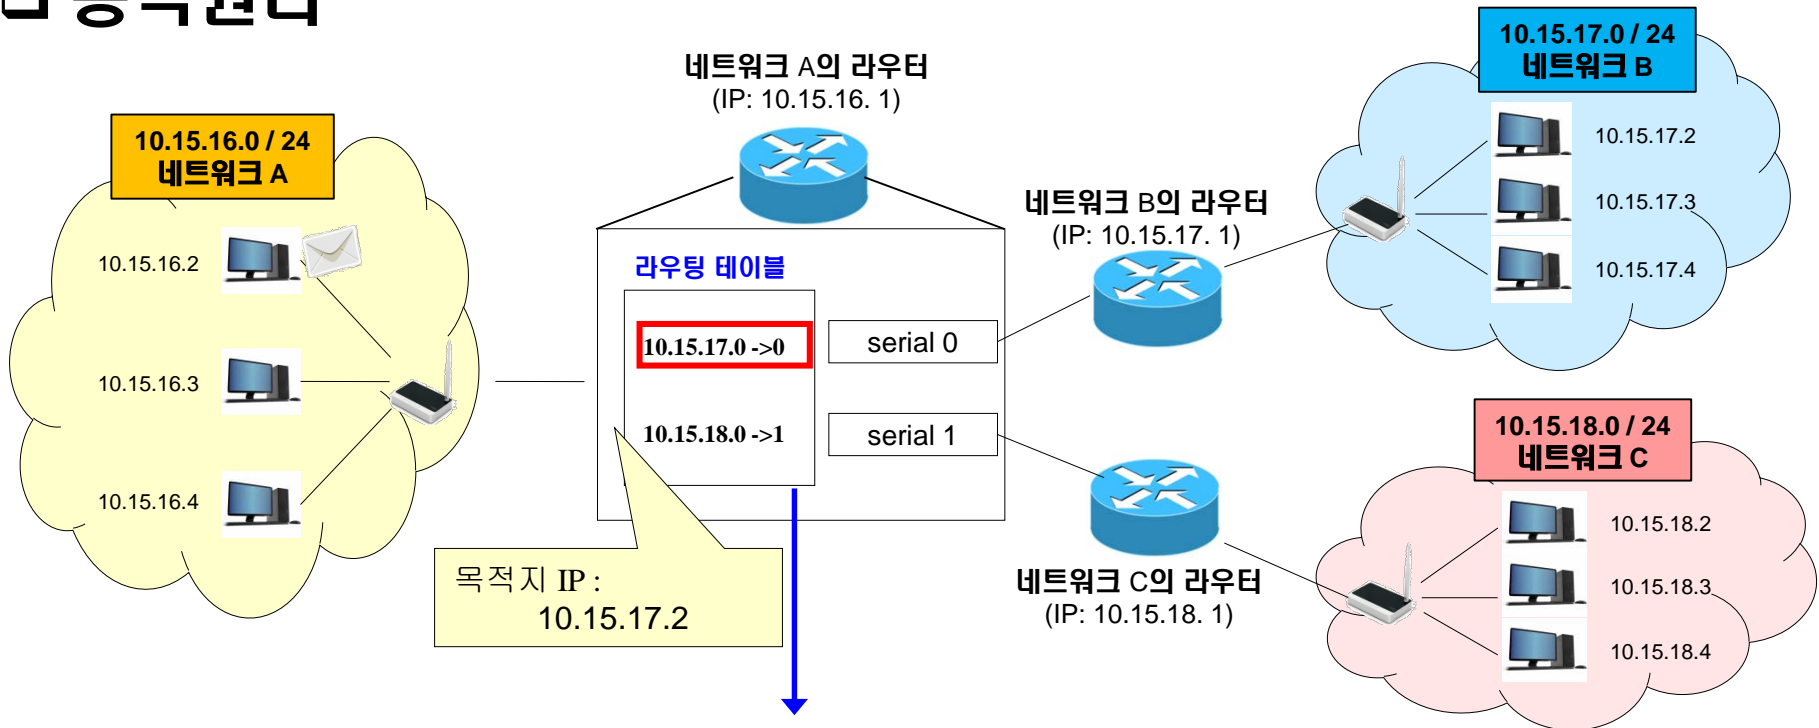 네트워크 A의 라우터
(IP: 10.15.16. 1)
10.15.16.0 / 24
네트워크 A
10.15.16.2
10.15.16.3
10.15.16.4
라우팅 테이블
10.15.17.0 ->0
serial 0
10.15.18.0 ->1
serial 1
목적지 IP :
10.15.17.2
네트워크 B의 라우터
(IP: 10.15.17. 1)
네트워크 C의 라우터
(IP: 10.15.18. 1)
10.15.17.0 / 24
네트워크 B
10.15.17.2
10.15.17.3
10.15.17.4
10.15.18.0 / 24
네트워크 C
10.15.18.2
10.15.18.3
10.15.18.4